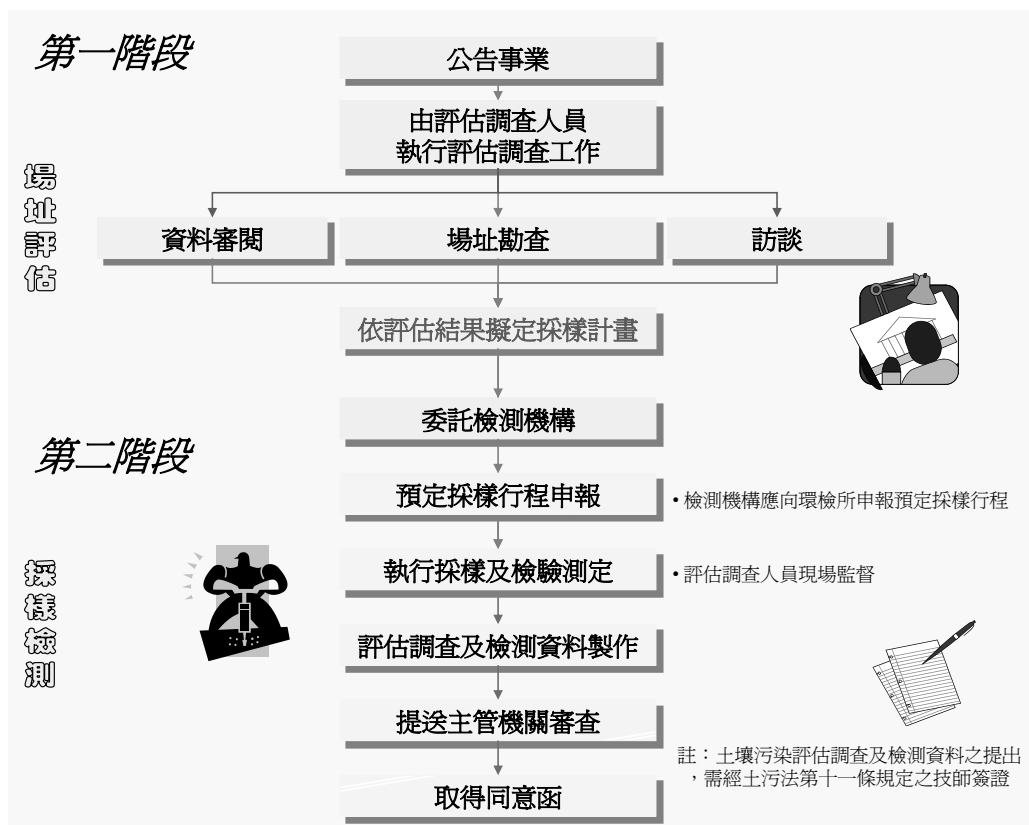 第一階段
公告事業
由評估調查人員
執行評估調查工作
場址評估
資料審閱
場址勘查
訪談
依評估結果擬定採樣計畫
委託檢測機構
第二階段
預定採樣行程申報
•檢測機構應向環檢所申報預定採樣行程
執行採樣及檢驗測定
•評估調查人員現場監督
採樣檢測
評估調查及檢測資料製作
提送主管機關審查
註：土壤污染評估調查及檢測資料之提出
，需經土污法第十一條規定之技師簽證
取得同意函